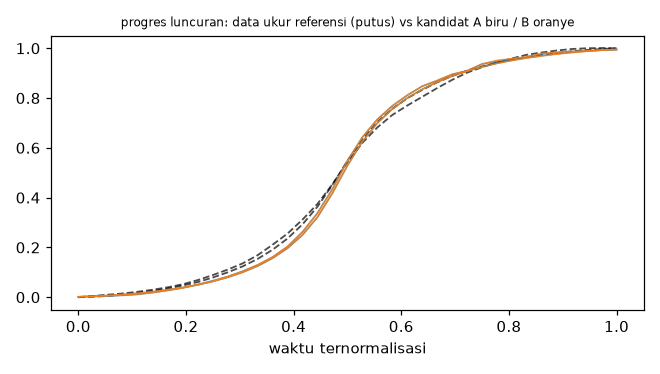 progres luncuran: data ukur referensi (putus) vs kandidat A biru / B oranye
1.0
0.8
0.6
0.4
0.2
0.0
0.0 0.2 0.4 0.6 0.8 1.0
waktu ternormalisasi